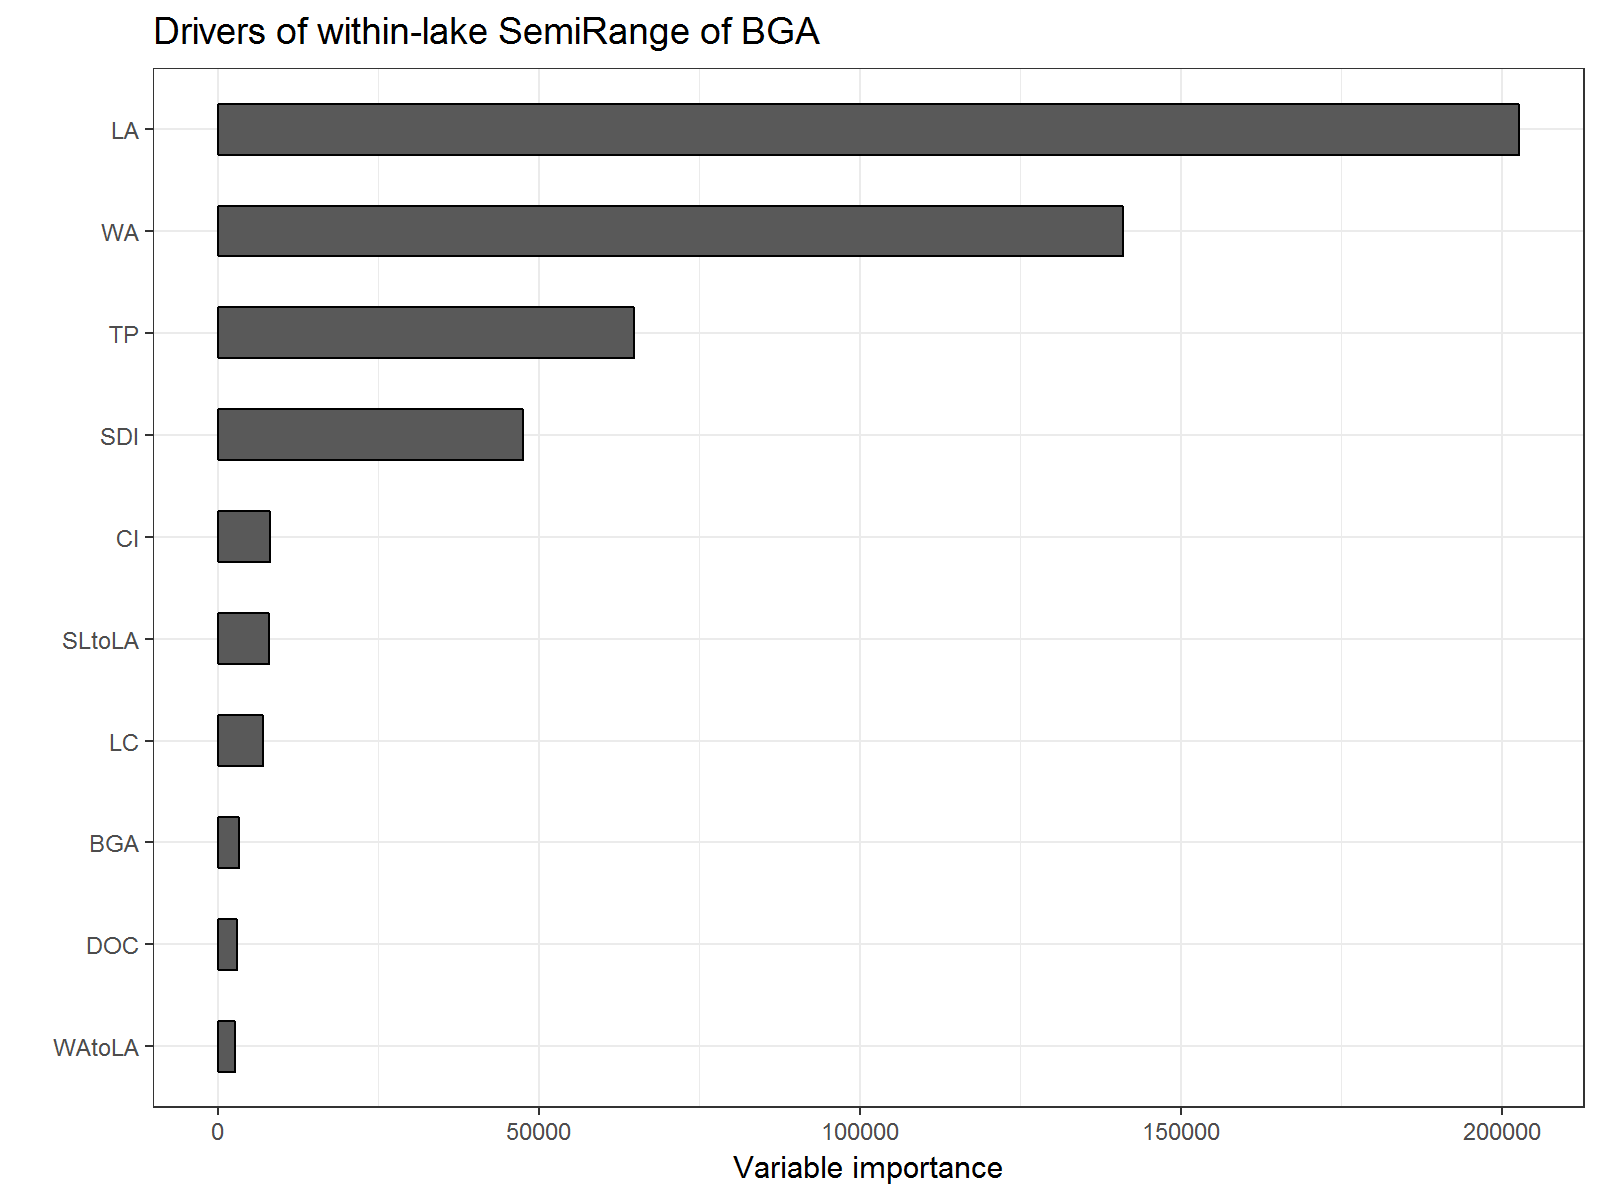 Drivers of within-lake SemiRange of BGA
LA
WA
TP
SDI
CI
SLtoLA
LC
BGA
DOC
WAtoLA
0 50000 100000 150000 200000
Variable importance